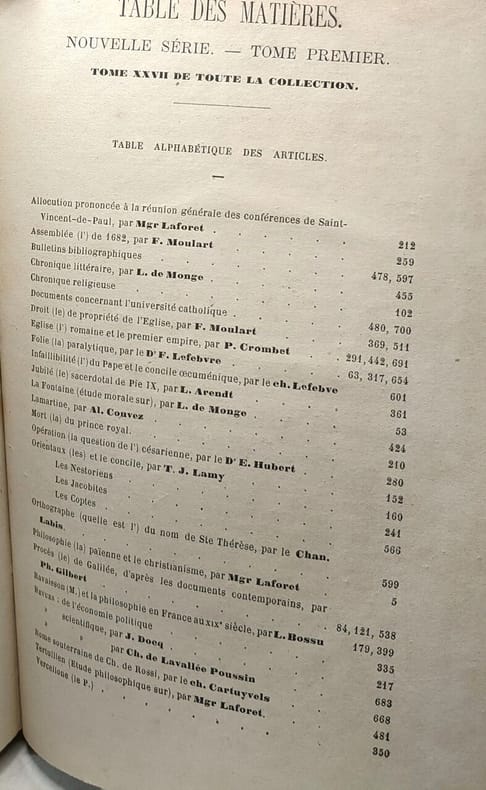 TABLE DES MATIÈRES.
NOUVELLE SÉRIE. — TOME PREMIER.
TOME XXVII DE TOUTE LA COLLECTION.
TABLE ALPHABÉTIQUE DES ARTICLES.
Allocution prononcée à la réunion générale des conférences de Saint-
Vincent-de-Paul, par Mgr Laforet . . . . 212
Assemblée (l') de 1682, par F. Moulart . . . . 259
Bulletins bibliographiques . . . . 478, 597
Chronique littéraire, par L. de Monge . . . . 455
Chronique religieuse . . . . 102
Documents concernant l'université catholique . . . . 480, 700
Droit (le) de propriété de l'Eglise, par F. Moulart . . 369, 511
Eglise (l') romaine et le premier empire, par P. Crombet . 291,442,691
Folie (la) paralytique, par le Dr F. Lefebvre . . 63, 317, 654
Infaillibilité (l') du Pape et le concile œcuménique, par le ch. Lefebve 601
Jubilé (le) sacerdotal de Pie IX, par L. Arendt . . 361
La Fontaine (étude morale sur), par L. de Monge . . 53
Lamartine, par Al. Couvez . . . . 424
Mort (la) du prince royal. . . . . 210
Opération (la question de l') césarienne, par le Dr E. Hubert . 280
Orientaux (les) et le concile, par T. J. Lamy . . 152
Les Nestoriens . . . . 160
Les Jacobites . . . . 241
Les Coptes . . . . 566
Orthographe (quelle est l') du nom de Ste Thérèse, par le Chan.
Labis. . . . . 599
Philosophie (la) païenne et le christianisme, par Mgr Laforet . 5
Procès (le) de Galilée, d'après les documents contemporains, par
Ph. Gilbert . . . . 84, 121, 538
Ravaisson (M.) et la philosophie en France au XIXe siècle, par L. Bossu 179, 399
Revues : de l'économie politique . . . . 335
» scientifique, par J. Docq . . . . 217
» » par Ch. de Lavallée Poussin . . 683
Rome souterraine de Ch. de Rossi, par le ch. Cartuyvels . 668
Tertullien (Etude philosophique sur), par Mgr Laforet. . 481
Vercellone (le P.) . . . . 350